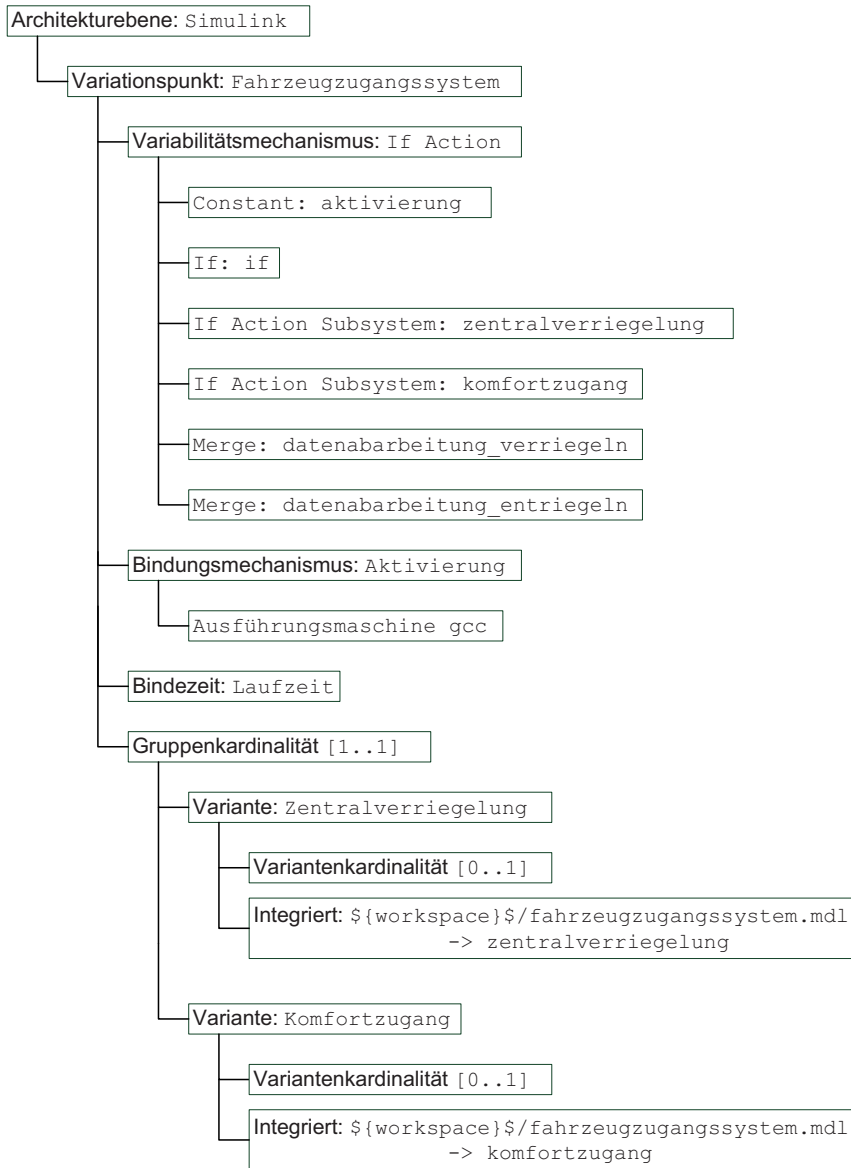 Architekturebene: Simulink
Variationspunkt: Fahrzeugzugangssystem
Variabilitätsmechanismus: If Action
Constant: aktivierung
If: if
If Action Subsystem: zentralverriegelung
If Action Subsystem: komfortzugang
Merge: datenabarbeitung_verriegeln
Merge: datenabarbeitung_entriegeln
Bindungsmechanismus: Aktivierung
Ausführungsmaschine gcc
Bindezeit: Laufzeit
Gruppenkardinalität [1..1]
Variante: Zentralverriegelung
Variantenkardinalität [0..1]
Integriert: ${workspace}$/fahrzeugzugangssystem.mdl
-> zentralverriegelung
Variante: Komfortzugang
Variantenkardinalität [0..1]
Integriert: ${workspace}$/fahrzeugzugangssystem.mdl
-> komfortzugang